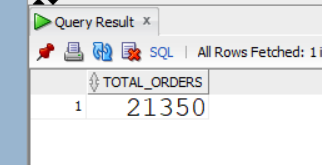 Query Result x
SQL | All Rows Fetched: 1 i
TOTAL_ORDERS
1 21350